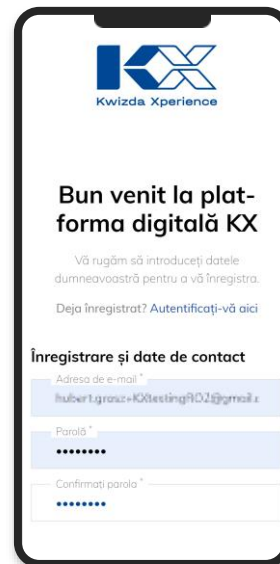 KX
Kwizda Xperience
Bun venit la plat-
forma digitală KX
Vă rugăm să introduceți datele
dumneavoastră pentru a vă înregistra.
Deja înregistrat? Autentificați-vă aici
Înregistrare și date de contact
Adresa de e-mail *
Parolă *
••••••••
Confirmați parola *
••••••••